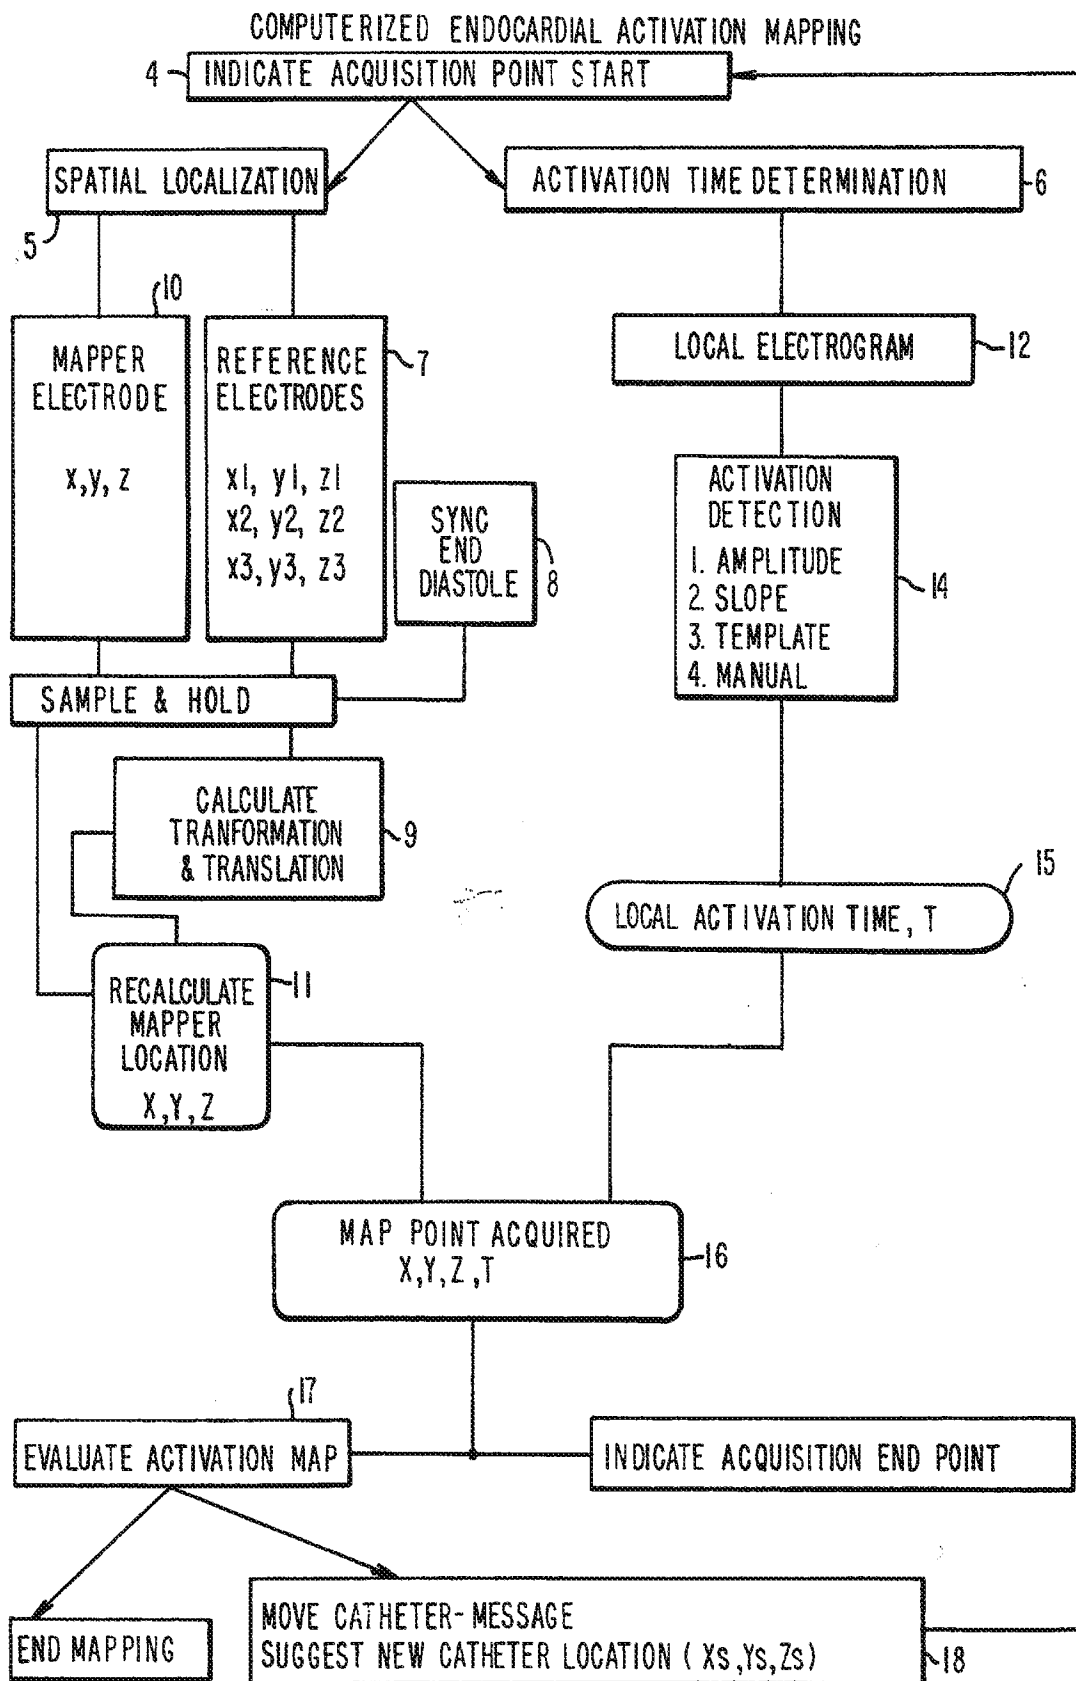 COMPUTERIZED ENDOCARDIAL ACTIVATION MAPPING
4 INDICATE ACQUISITION POINT START
SPATIAL LOCALIZATION
5
ACTIVATION TIME DETERMINATION
6
10
MAPPER
ELECTRODE
x,y,z
REFERENCE
ELECTRODES
7
x1, y1, z1
x2, y2, z2
x3, y3, z3
SYNC
END
DIASTOLE
8
LOCAL ELECTROGRAM
12
ACTIVATION
DETECTION
1. AMPLITUDE
2. SLOPE
3. TEMPLATE
4. MANUAL
14
SAMPLE & HOLD
CALCULATE
TRANFORMATION
& TRANSLATION
9
15
LOCAL ACTIVATION TIME, T
RECALCULATE
MAPPER
LOCATION
X,Y,Z
11
MAP POINT ACQUIRED
X,Y,Z,T
16
17
EVALUATE ACTIVATION MAP
INDICATE ACQUISITION END POINT
END MAPPING
MOVE CATHETER-MESSAGE
SUGGEST NEW CATHETER LOCATION (Xs,Ys,Zs)
18